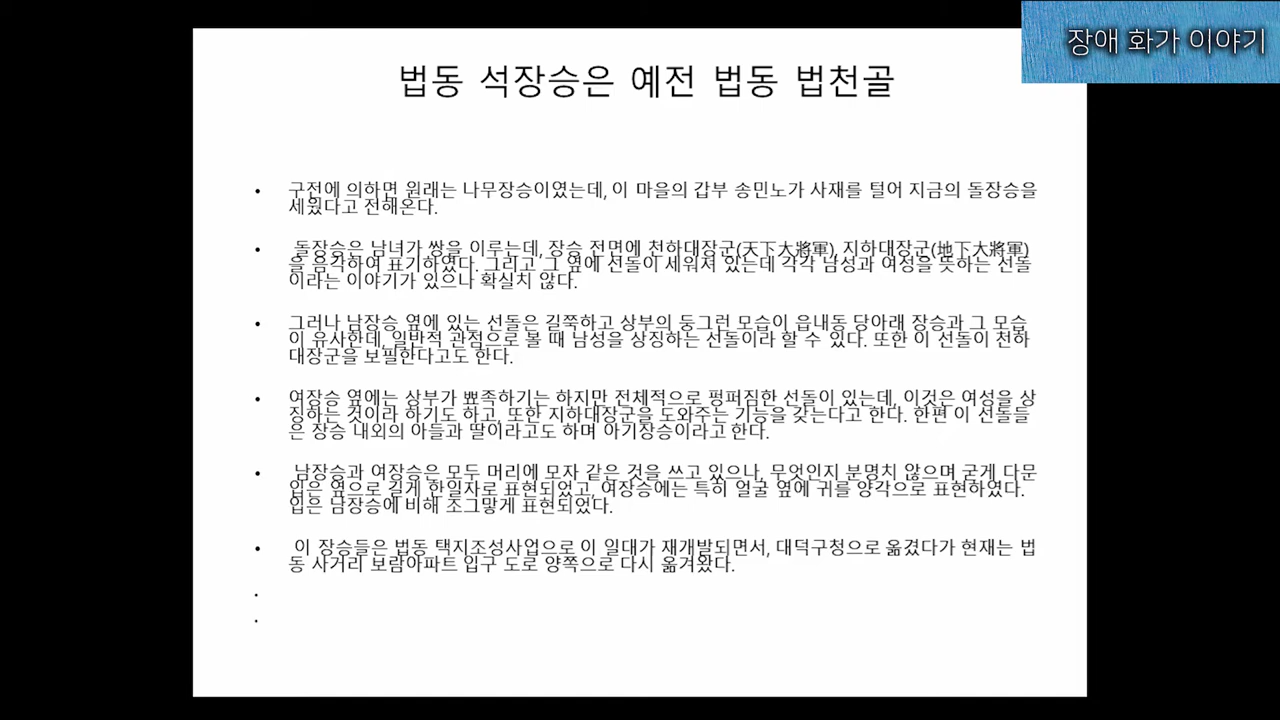 장애 화가 이야기
법동 석장승은 예전 법동 법천골
• 구전에 의하면 원래는 나무장승이였는데, 이 마을의 갑부 송민노가 사재를 털어 지금의 돌장승을
세웠다고 전해온다.
• 돌장승은 남녀가 쌍을 이루는데, 장승 전면에 천하대장군(天下大將軍), 지하대장군(地下大將軍)
을 음각하여 표기하였다. 그리고 그 옆에 선돌이 세워져 있는데 각각 남성과 여성을 뜻하는 선돌
이라는 이야기가 있으나 확실치 않다.
• 그러나 남장승 옆에 있는 선돌은 길쭉하고 상부의 둥그런 모습이 읍내동 당아래 장승과 그 모습
이 유사한데, 일반적 관점으로 볼 때 남성을 상징하는 선돌이라 할 수 있다. 또한 이 선돌이 천하
대장군을 보필한다고도 한다.
• 여장승 옆에는 상부가 뾰족하기는 하지만 전체적으로 펑퍼짐한 선돌이 있는데, 이것은 여성을 상
징하는 것이라 하기도 하고, 또한 지하대장군을 도와주는 기능을 갖는다고 한다. 한편 이 선돌들
은 장승 내외의 아들과 딸이라고도 하며 아기장승이라고 한다.
• 남장승과 여장승은 모두 머리에 모자 같은 것을 쓰고 있으나, 무엇인지 분명치 않으며 굳게 다문
입은 옆으로 길게 한일자로 표현되었고, 여장승에는 특히 얼굴 옆에 귀를 양각으로 표현하였다.
입은 남장승에 비해 조그맣게 표현되었다.
• 이 장승들은 법동 택지조성사업으로 이 일대가 재개발되면서, 대덕구청으로 옮겼다가 현재는 법
동 사거리 보람아파트 입구 도로 양쪽으로 다시 옮겨왔다.
•
•